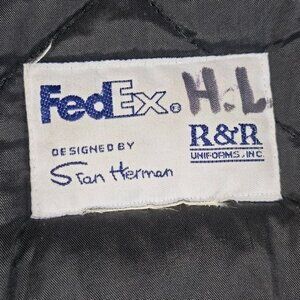 FedEx® H.L
DESIGNED BY
Stan Herman
R&R
UNIFORMS, INC.